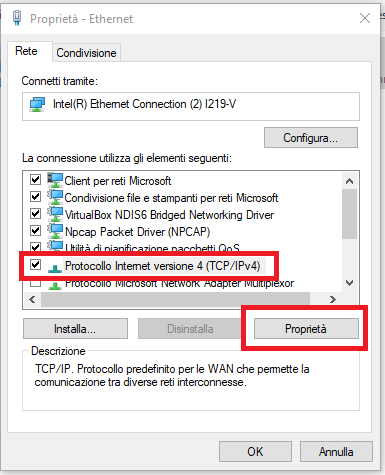 Proprietà - Ethernet
Rete
Condivisione
Connetti tramite:
Intel(R) Ethernet Connection (2) I219-V
Configura...
La connessione utilizza gli elementi seguenti:
Client per reti Microsoft
Condivisione file e stampanti per reti Microsoft
VirtualBox NDIS6 Bridged Networking Driver
Npcap Packet Driver (NPCAP)
Utilità di pianificazione pacchetti QoS
Protocollo Internet versione 4 (TCP/IPv4)
Protocollo Microsoft Network Adapter Multiplexor
Installa...
Disinstalla
Proprietà
Descrizione
TCP/IP. Protocollo predefinito per le WAN che permette la
comunicazione tra diverse reti interconnesse.
OK
Annulla